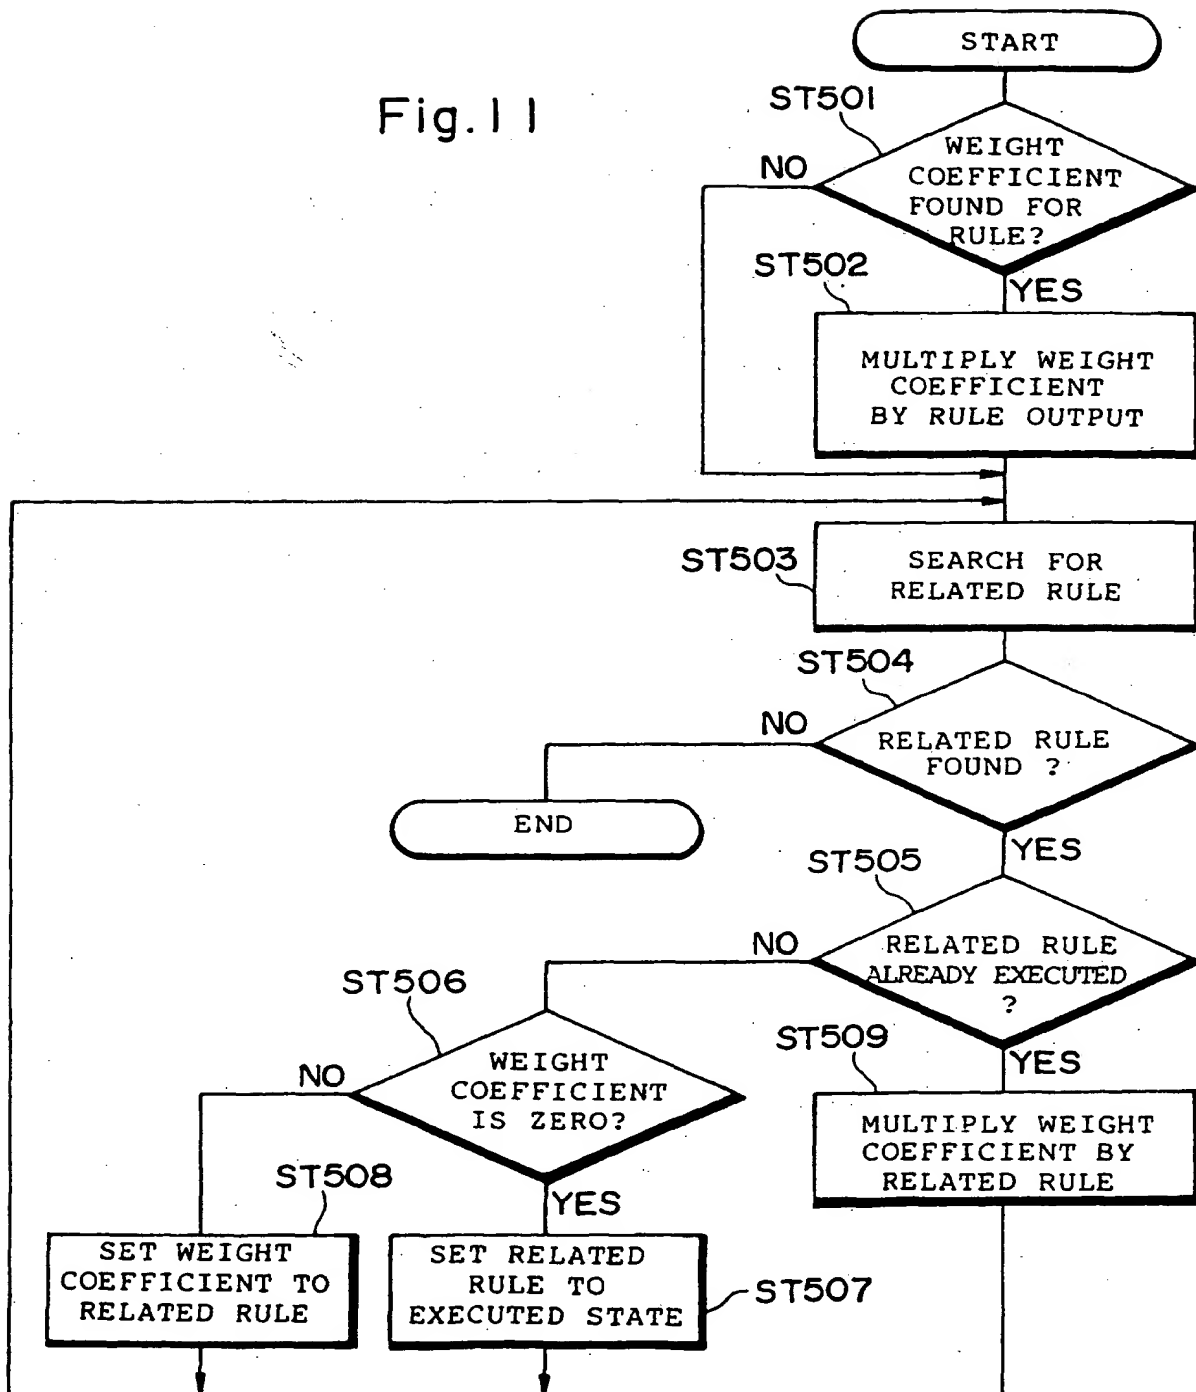 START
Fig.11
ST501
WEIGHT
COEFFICIENT
FOUND FOR
RULE?
NO
YES
ST502
MULTIPLY WEIGHT
COEFFICIENT
BY RULE OUTPUT
ST503
SEARCH FOR
RELATED RULE
ST504
RELATED RULE
FOUND ?
NO
END
YES
ST505
RELATED RULE
ALREADY EXECUTED
?
NO
YES
ST506
WEIGHT
COEFFICIENT
IS ZERO?
NO
YES
ST509
MULTIPLY WEIGHT
COEFFICIENT BY
RELATED RULE
ST508
SET WEIGHT
COEFFICIENT TO
RELATED RULE
SET RELATED
RULE TO
EXECUTED STATE
ST507